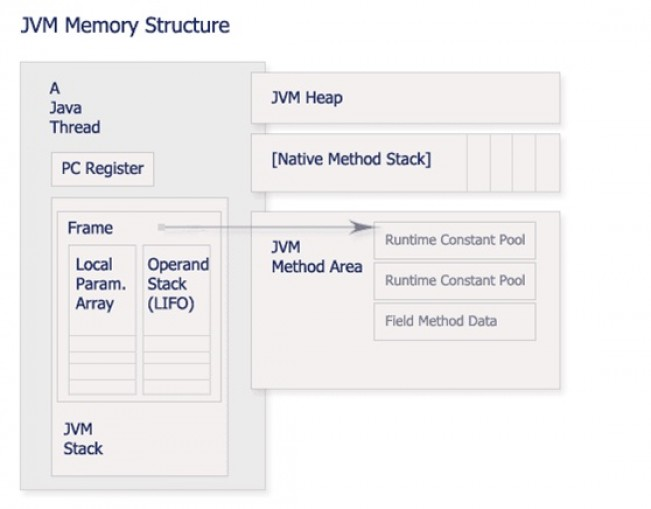 JVM Memory Structure
A
Java
Thread
PC Register
Frame
Local
Param.
Array
Operand
Stack
(LIFO)
JVM
Stack
JVM Heap
[Native Method Stack]
JVM
Method Area
Runtime Constant Pool
Runtime Constant Pool
Field Method Data